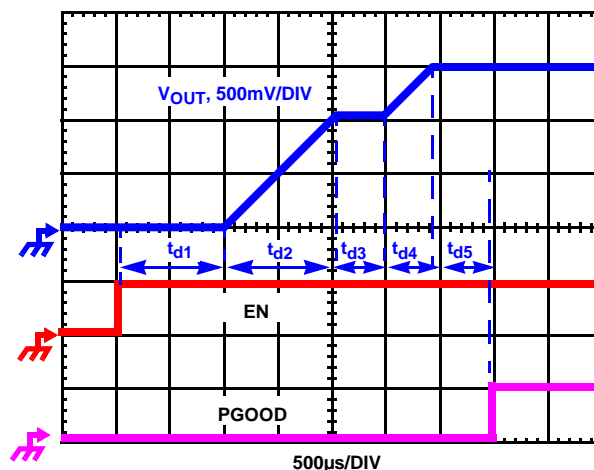 VOUT, 500mV/DIV
td1 td2 td3 td4 td5
EN
PGOOD
500µs/DIV